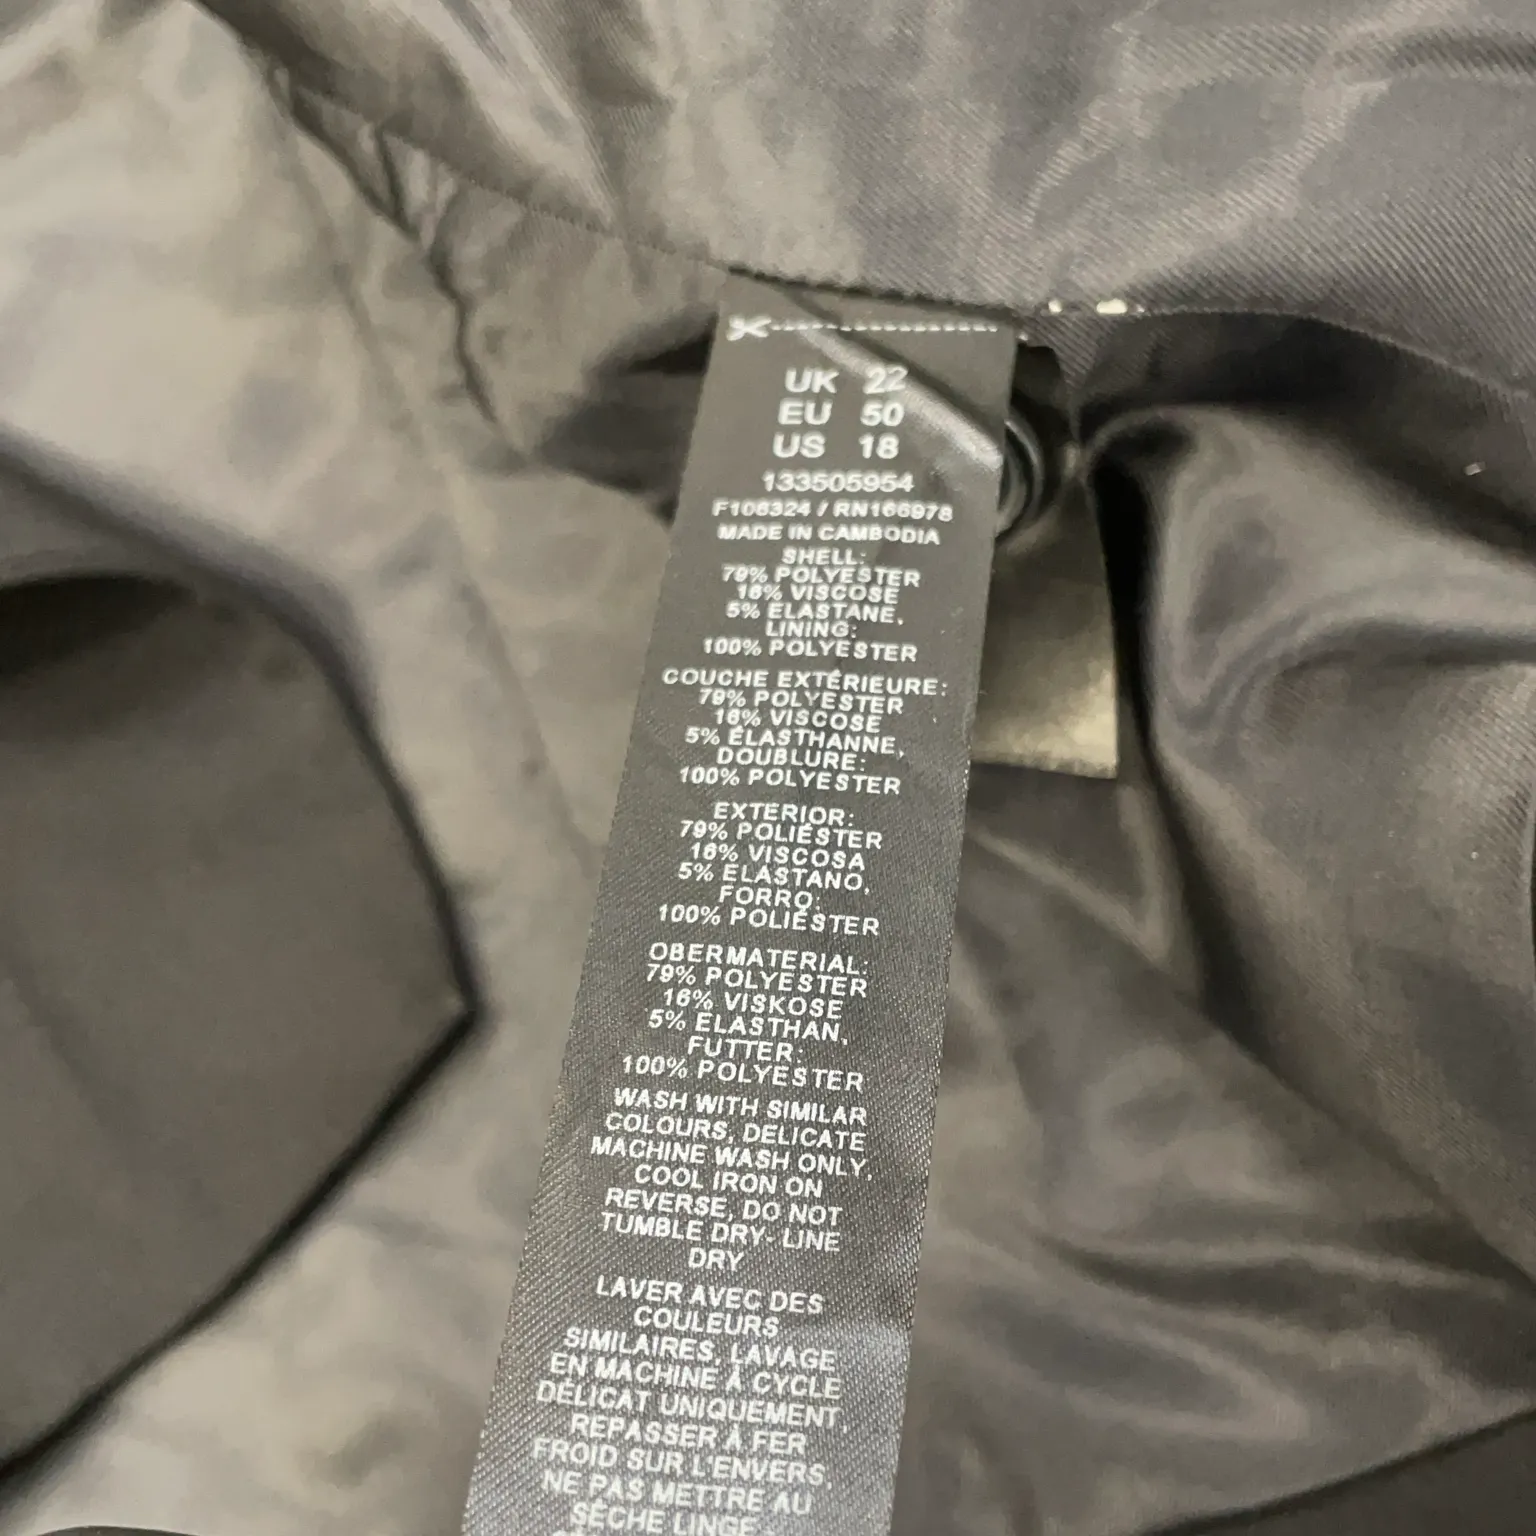 UK 22
EU 50
US 18
133505954
F106324 / RN166978
MADE IN CAMBODIA
SHELL:
79% POLYESTER
16% VISCOSE
5% ELASTANE,
LINING:
100% POLYESTER
COUCHE EXTÉRIEURE:
79% POLYESTER
16% VISCOSE
5% ÉLASTHANNE,
DOUBLURE:
100% POLYESTER
EXTERIOR:
79% POLIÉSTER
16% VISCOSA
5% ELASTANO,
FORRO:
100% POLIÉSTER
OBERMATERIAL:
79% POLYESTER
16% VISKOSE
5% ELASTHAN,
FUTTER:
100% POLYESTER
WASH WITH SIMILAR
COLOURS, DELICATE
MACHINE WASH ONLY,
COOL IRON ON
REVERSE, DO NOT
TUMBLE DRY- LINE
DRY
LAVER AVEC DES
COULEURS
SIMILAIRES, LAVAGE
EN MACHINE À CYCLE
DÉLICAT UNIQUEMENT,
REPASSER À FER
FROID SUR L'ENVERS,
NE PAS METTRE AU
SÈCHE LINGE -